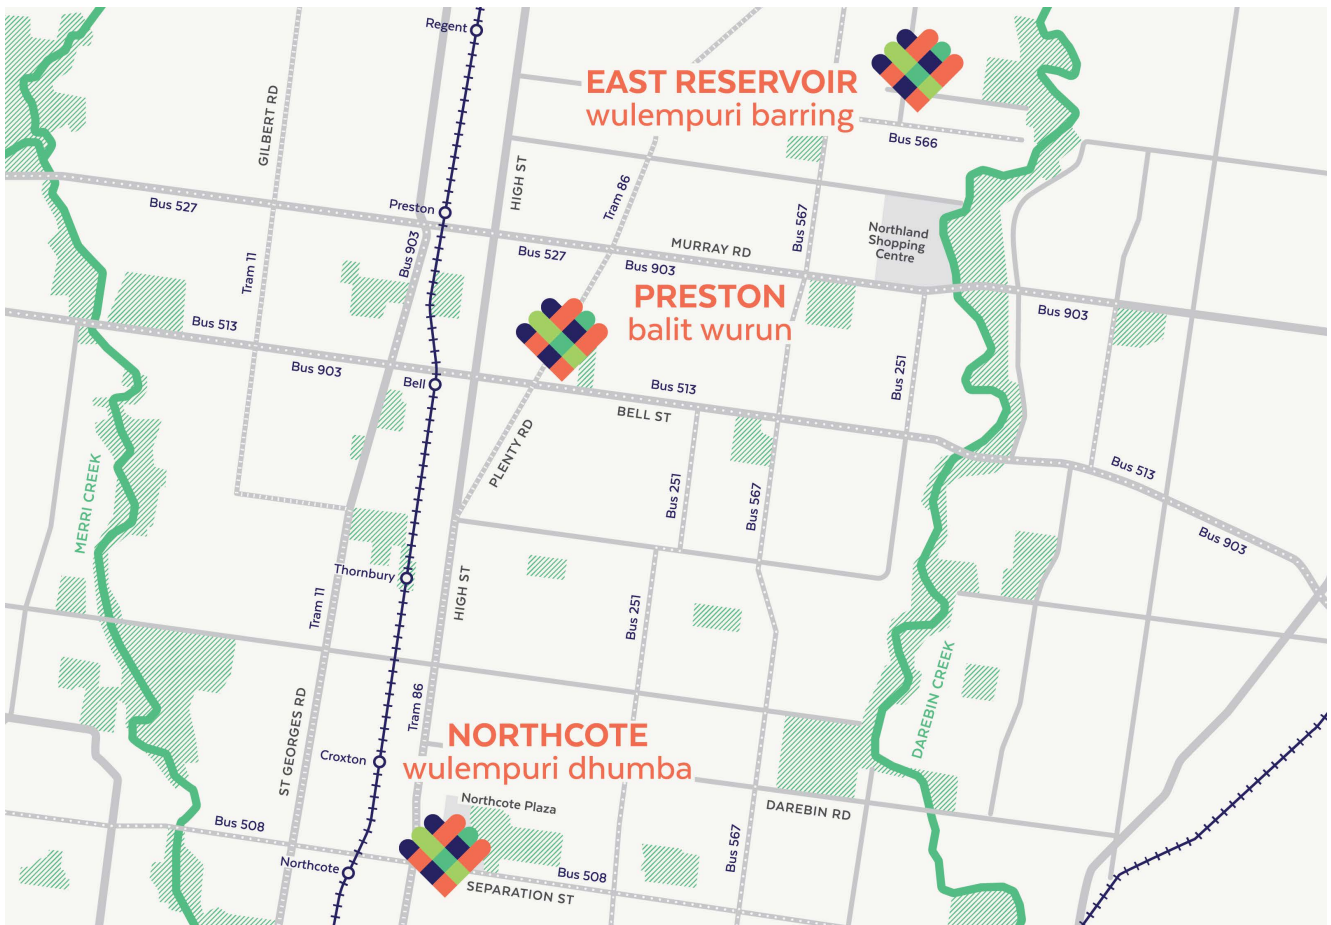 Regent
EAST RESERVOIR
wulempuri barring
GILBERT RD
Bus 566
HIGH ST
Tram 86
Bus 527
Preston
Bus 903
Bus 567
Northland
Shopping
Centre
MURRAY RD
Bus 527
Bus 903
Tram 11
PRESTON
balit wurun
Bus 903
Bus 513
Bus 903
Bell
Bus 513
Bus 251
BELL ST
PLENTY RD
MERRI CREEK
Bus 251
Bus 567
Bus 513
Bus 903
Thornbury
HIGH ST
Tram 11
Bus 251
DAREBIN CREEK
ST GEORGES RD
Tram 86
NORTHCOTE
wulempuri dhumba
Croxton
Northcote Plaza
DAREBIN RD
Bus 508
Bus 567
Northcote
Bus 508
SEPARATION ST